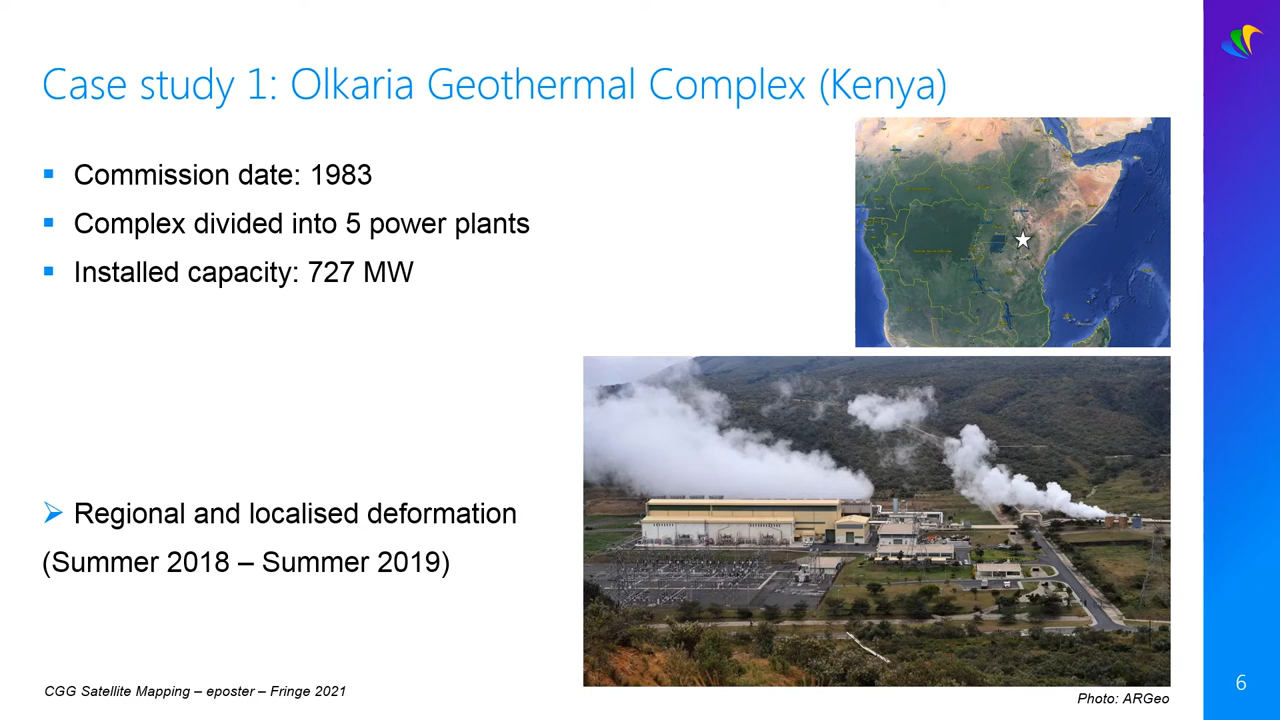 Case study 1: Olkaria Geothermal Complex (Kenya)
Commission date: 1983
Complex divided into 5 power plants
Installed capacity: 727 MW
Regional and localised deformation
(Summer 2018 – Summer 2019)
CGG Satellite Mapping – eposter – Fringe 2021
Photo: ARGeo
6